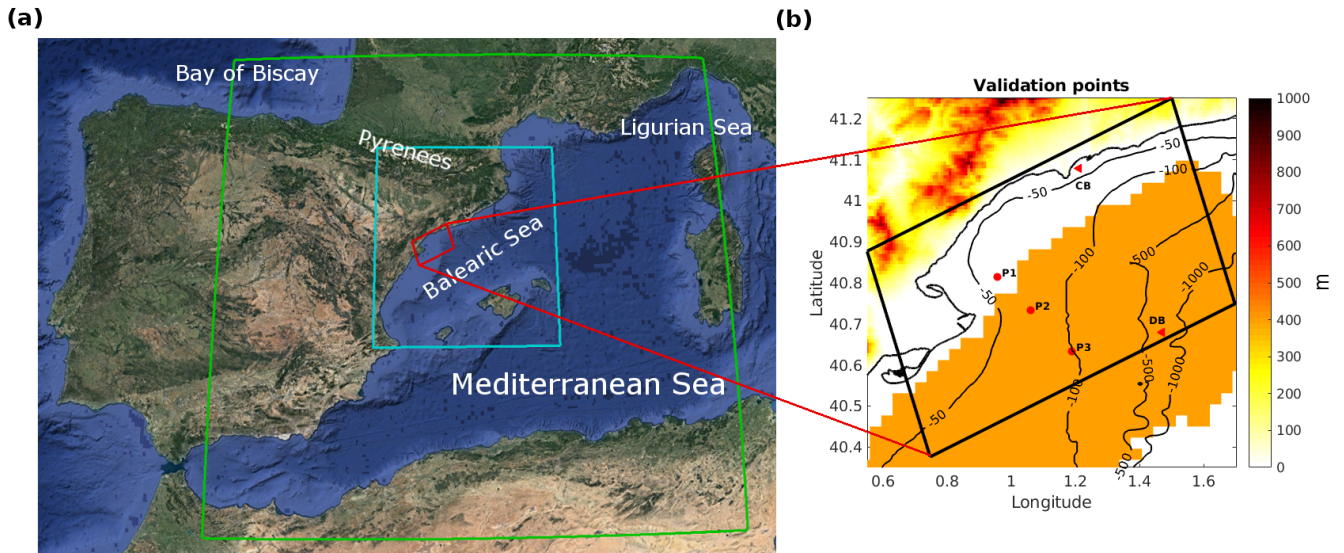 (a)
Bay of Biscay
Pyrenees
Ligurian Sea
Balearic Sea
Mediterranean Sea
(b)
Validation points
41.2
41.1
41
40.9
40.8
40.7
40.6
40.5
40.4
Latitude
0.6
0.8
1
1.2
1.4
1.6
Longitude
-50
-100
-50
CB
-500
-1000
-100
P1
-50
P2
DB
P3
-500
-1000
-100
-50
-500
1000
900
800
700
600
500
400
300
200
100
0
m